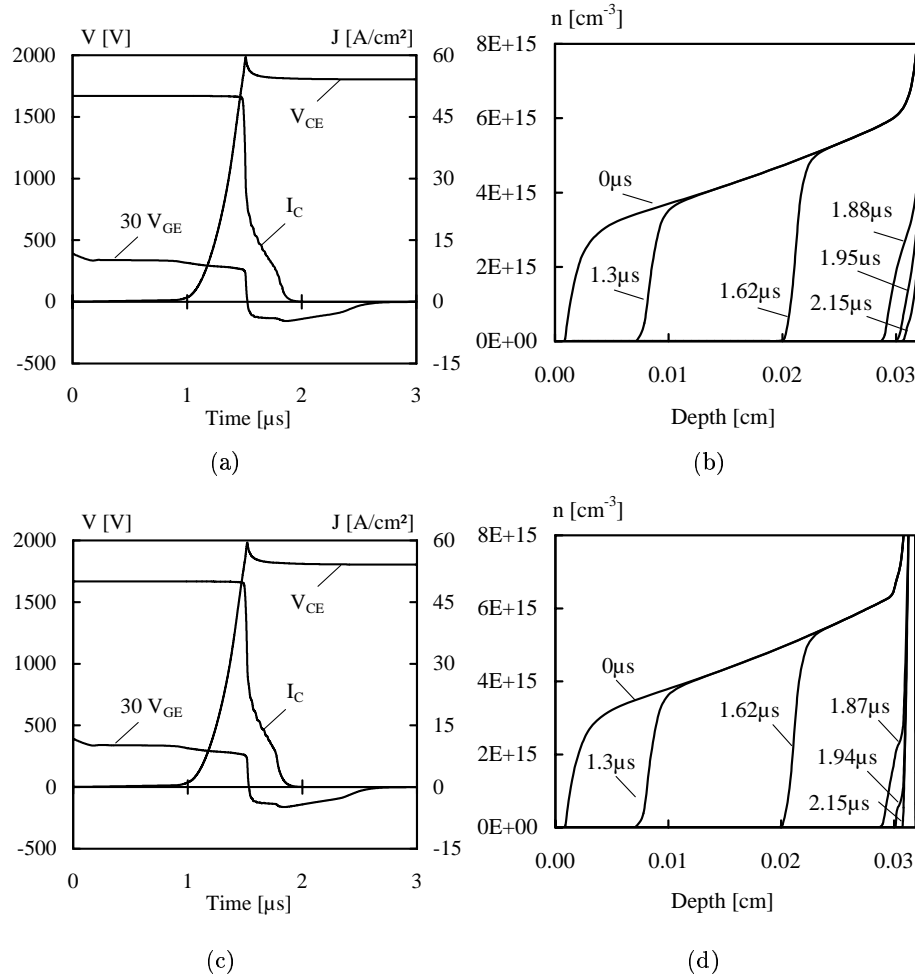 V [V]
J [A/cm²]
2000
1500
1000
500
0
-500
60
45
30
15
0
-15
V_CE
I_C
30 V_GE
0
1
2
3
Time [µs]
(a)
n [cm⁻³]
8E+15
6E+15
4E+15
2E+15
0E+00
0µs
1.3µs
1.62µs
1.88µs
1.95µs
2.15µs
0.00
0.01
0.02
0.03
Depth [cm]
(b)
V [V]
J [A/cm²]
2000
1500
1000
500
0
-500
60
45
30
15
0
-15
V_CE
I_C
30 V_GE
0
1
2
3
Time [µs]
(c)
n [cm⁻³]
8E+15
6E+15
4E+15
2E+15
0E+00
0µs
1.3µs
1.62µs
1.87µs
1.94µs
2.15µs
0.00
0.01
0.02
0.03
Depth [cm]
(d)